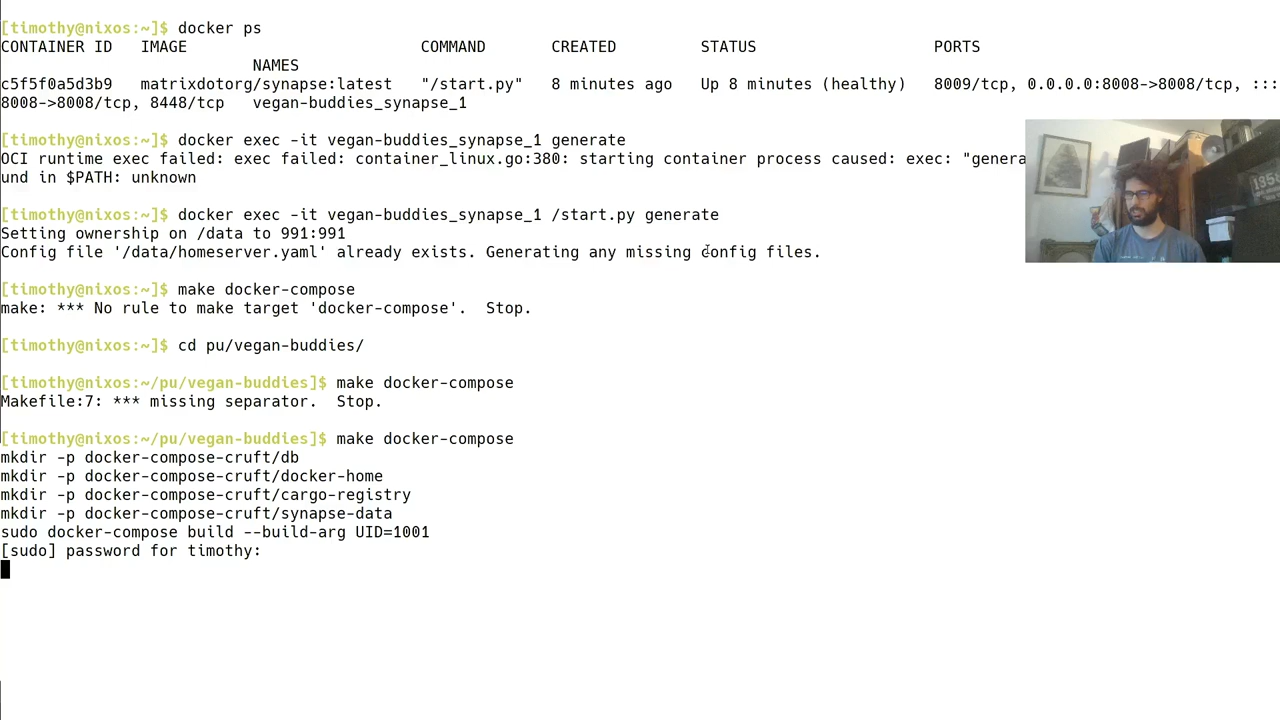 [timothy@nixos:~]$ docker ps
CONTAINER ID   IMAGE                         COMMAND       CREATED         STATUS                   PORTS
                           NAMES
c5f5f0a5d3b9   matrixdotorg/synapse:latest   "/start.py"   8 minutes ago   Up 8 minutes (healthy)   8009/tcp, 0.0.0.0:8008->8008/tcp, :::
8008->8008/tcp, 8448/tcp   vegan-buddies_synapse_1
[timothy@nixos:~]$ docker exec -it vegan-buddies_synapse_1 generate
OCI runtime exec failed: exec failed: container_linux.go:380: starting container process caused: exec: "genera
und in $PATH: unknown
[timothy@nixos:~]$ docker exec -it vegan-buddies_synapse_1 /start.py generate
Setting ownership on /data to 991:991
Config file '/data/homeserver.yaml' already exists. Generating any missing config files.
[timothy@nixos:~]$ make docker-compose
make: *** No rule to make target 'docker-compose'.  Stop.
[timothy@nixos:~]$ cd pu/vegan-buddies/
[timothy@nixos:~/pu/vegan-buddies]$ make docker-compose
Makefile:7: *** missing separator.  Stop.
[timothy@nixos:~/pu/vegan-buddies]$ make docker-compose
mkdir -p docker-compose-cruft/db
mkdir -p docker-compose-cruft/docker-home
mkdir -p docker-compose-cruft/cargo-registry
mkdir -p docker-compose-cruft/synapse-data
sudo docker-compose build --build-arg UID=1001
[sudo] password for timothy: